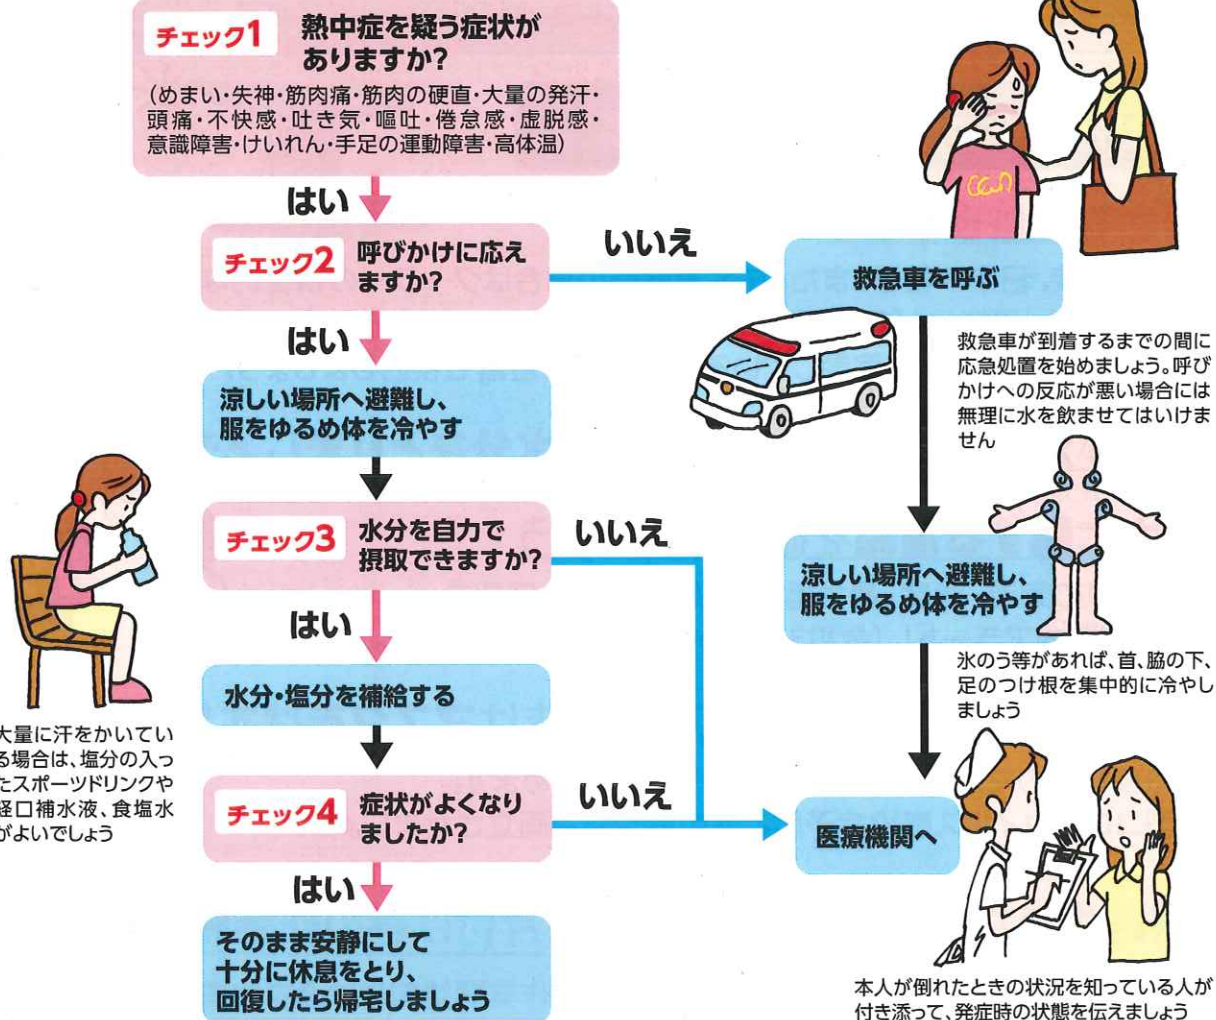 チェック1 熱中症を疑う症状が
ありますか?
(めまい・失神・筋肉痛・筋肉の硬直・大量の発汗・
頭痛・不快感・吐き気・嘔吐・倦怠感・虚脱感・
意識障害・けいれん・手足の運動障害・高体温)
はい
チェック2 呼びかけに応え
ますか?
いいえ
救急車を呼ぶ
救急車が到着するまでの間に
応急処置を始めましょう。呼び
かけへの反応が悪い場合には
無理に水を飲ませてはいけま
せん
はい
涼しい場所へ避難し、
服をゆるめ体を冷やす
チェック3 水分を自力で
摂取できますか?
いいえ
涼しい場所へ避難し、
服をゆるめ体を冷やす
氷のう等があれば、首、脇の下、
足のつけ根を集中的に冷やし
ましょう
はい
水分・塩分を補給する
大量に汗をかいてい
る場合は、塩分の入っ
たスポーツドリンクや
経口補水液、食塩水
がよいでしょう
チェック4 症状がよくなり
ましたか?
いいえ
医療機関へ
本人が倒れたときの状況を知っている人が
付き添って、発症時の状態を伝えましょう
はい
そのまま安静にして
十分に休息をとり、
回復したら帰宅しましょう